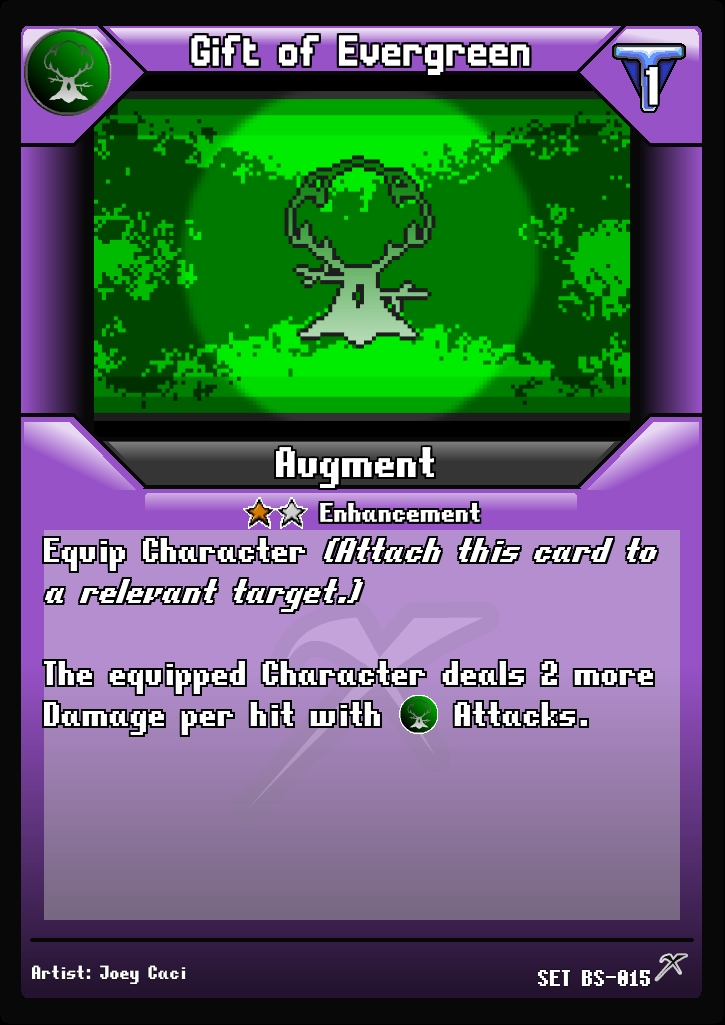 Gift of Evergreen
1
Augment
Enhancement
Equip Character (Attach this card to
a relevant target.)
The equipped Character deals 2 more
Damage per hit with Attacks.
Artist: Joey Caci
SET BS-015